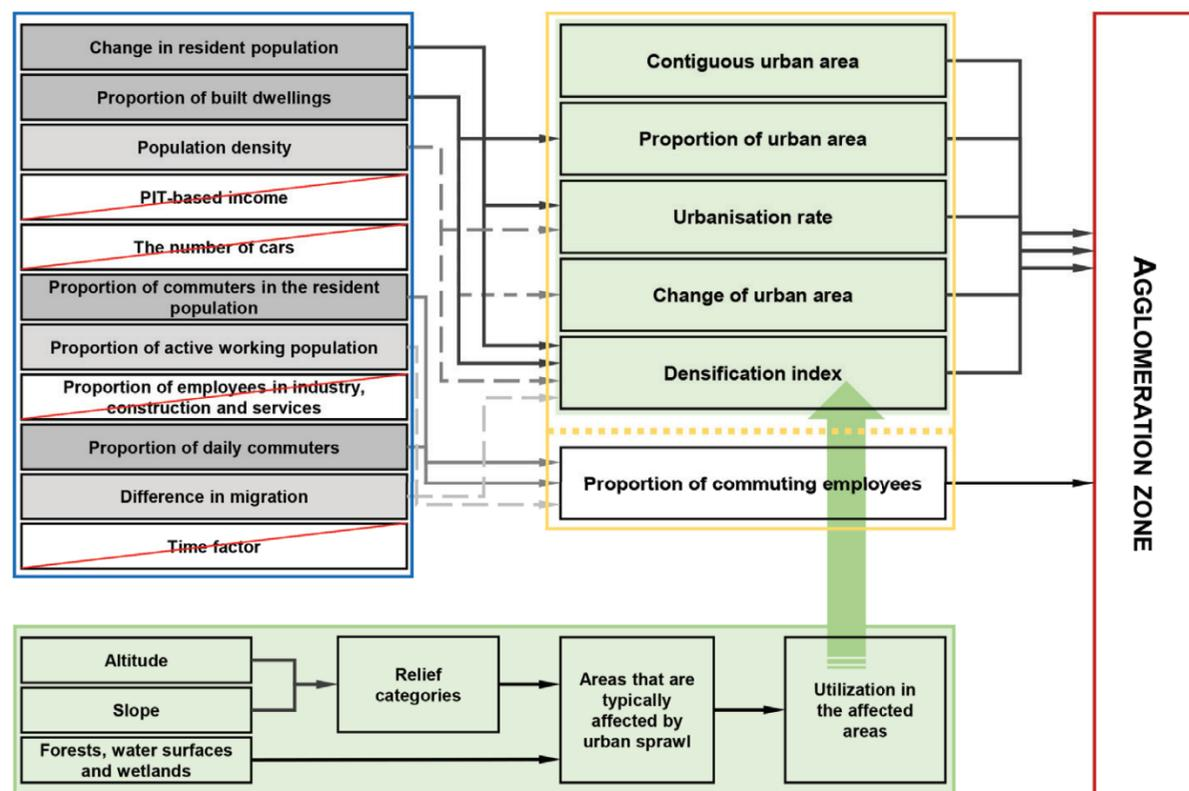 Change in resident population
Proportion of built dwellings
Population density
PIT-based income
The number of cars
Proportion of commuters in the resident
population
Proportion of active working population
Proportion of employees in industry,
construction and services
Proportion of daily commuters
Difference in migration
Time factor
Contiguous urban area
Proportion of urban area
Urbanisation rate
Change of urban area
Densification index
Proportion of commuting employees
AGGLOMERATION ZONE
Altitude
Slope
Forests, water surfaces
and wetlands
Relief
categories
Areas that are
typically
affected by
urban sprawl
Utilization in
the affected
areas